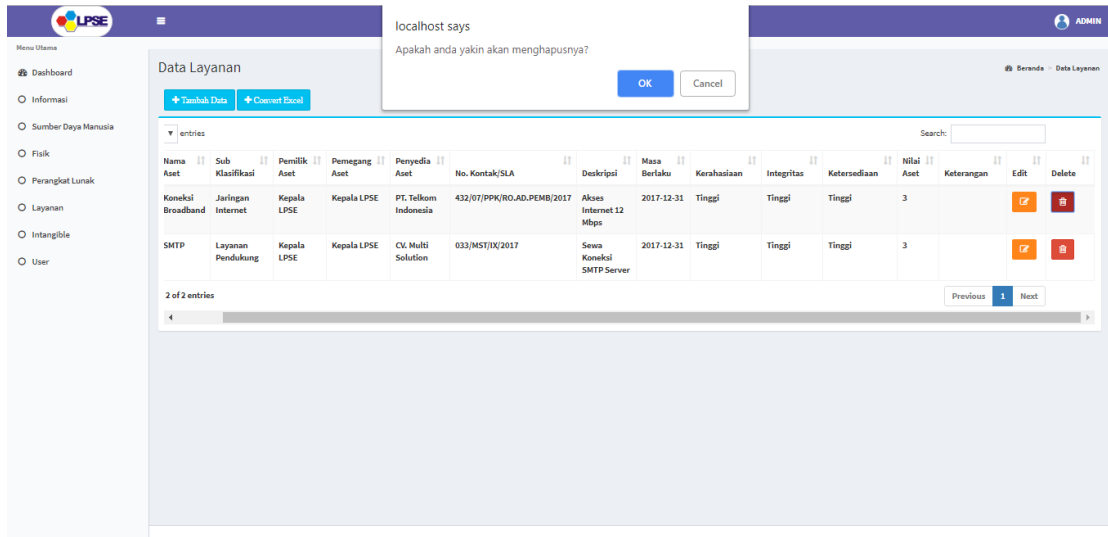 LPSE
ADMIN
localhost says
Apakah anda yakin akan menghapusnya?
OK
Cancel
Menu Utama
Dashboard
Informasi
Sumber Daya Manusia
Fisik
Perangkat Lunak
Layanan
Intangible
User
Data Layanan
Beranda > Data Layanan
Tambah Data
Convert Excel
entries
Search:
Nama Aset
Sub Klasifikasi
Pemilik Aset
Pemegang Aset
Penyedia Aset
No. Kontak/SLA
Deskripsi
Masa Berlaku
Kerahasiaan
Integritas
Ketersediaan
Nilai Aset
Keterangan
Edit
Delete
Koneksi Broadband
Jaringan Internet
Kepala LPSE
Kepala LPSE
PT. Telkom Indonesia
432/07/PPK/RO.AD.PEMB/2017
Akses Internet 12 Mbps
2017-12-31
Tinggi
Tinggi
Tinggi
3
SMTP
Layanan Pendukung
Kepala LPSE
Kepala LPSE
CV. Multi Solution
033/MST/IX/2017
Sewa Koneksi SMTP Server
2017-12-31
Tinggi
Tinggi
Tinggi
3
2 of 2 entries
Previous
1
Next